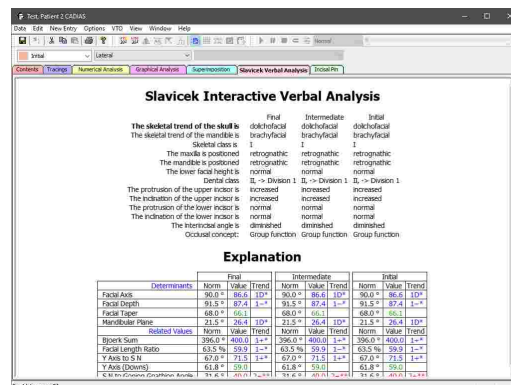 Test, Patient 2 CADIAS
Data Edit New Entry Options VTO View Window Help
Normal
Initial Lateral
Contents Tracings Numerical Analysis Graphical Analysis Superimposition Slavicek Verbal Analysis Incisal Pin
Slavicek Interactive Verbal Analysis
Final Intermediate Initial
The skeletal trend of the skull is dolichofacial dolichofacial dolichofacial
The skeletal trend of the mandible is brachyfacial brachyfacial brachyfacial
Skeletal class is I I I
The maxilla is positioned retrognathic retrognathic retrognathic
The mandible is positioned retrognathic retrognathic retrognathic
The lower facial height is normal normal normal
Dental class II, -> Division 1 II, -> Division 1 II, -> Division 1
The protrusion of the upper incisor is increased increased increased
The inclination of the upper incisor is increased increased increased
The protrusion of the lower incisor is normal normal normal
The inclination of the lower incisor is normal normal normal
The interincisal angle is diminished diminished diminished
Occlusal concept: Group function Group function Group function
Explanation
Final Intermediate Initial
Determinants Norm Value Trend Norm Value Trend Norm Value Trend
Facial Axis 90.0 ° 86.6 1D* 90.0 ° 86.6 1D* 90.0 ° 86.6 1D*
Facial Depth 91.5 ° 87.4 1-* 91.5 ° 87.4 1-* 91.5 ° 87.4 1-*
Facial Taper 68.0 ° 66.1 68.0 ° 66.1 68.0 ° 66.1
Mandibular Plane 21.5 ° 26.4 1D* 21.5 ° 26.4 1D* 21.5 ° 26.4 1D*
Related Values Norm Value Trend Norm Value Trend Norm Value Trend
Bjoerk Sum 396.0 ° 400.0 1+* 396.0 ° 400.0 1+* 396.0 ° 400.0 1+*
Facial Length Ratio 63.5 % 59.9 1-* 63.5 % 59.9 1-* 63.5 % 59.9 1-*
Y Axis to S N 67.0 ° 71.5 1+* 67.0 ° 71.5 1+* 67.0 ° 71.5 1+*
Y Axis (Downs) 61.8 ° 59.0 61.8 ° 59.0 61.8 ° 59.0